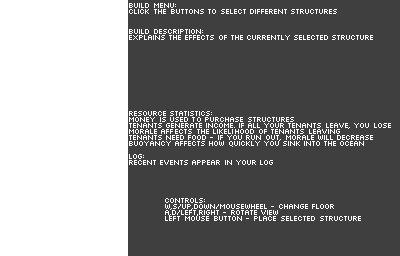 BUILD MENU:
CLICK THE BUTTONS TO SELECT DIFFERENT STRUCTURES
BUILD DESCRIPTION:
EXPLAINS THE EFFECTS OF THE CURRENTLY SELECTED STRUCTURE
RESOURCE STATISTICS:
MONEY IS USED TO PURCHASE STRUCTURES
TENANTS GENERATE INCOME. IF ALL YOUR TENANTS LEAVE, YOU LOSE
MORALE AFFECTS THE LIKELIHOOD OF TENANTS LEAVING
TENANTS NEED FOOD - IF YOU RUN OUT, MORALE WILL DECREASE
BUOYANCY AFFECTS HOW QUICKLY YOU SINK INTO THE OCEAN
LOG:
RECENT EVENTS APPEAR IN YOUR LOG
CONTROLS:
W,S/UP,DOWN/MOUSEWHEEL - CHANGE FLOOR
A,D/LEFT,RIGHT - ROTATE VIEW
LEFT MOUSE BUTTON - PLACE SELECTED STRUCTURE